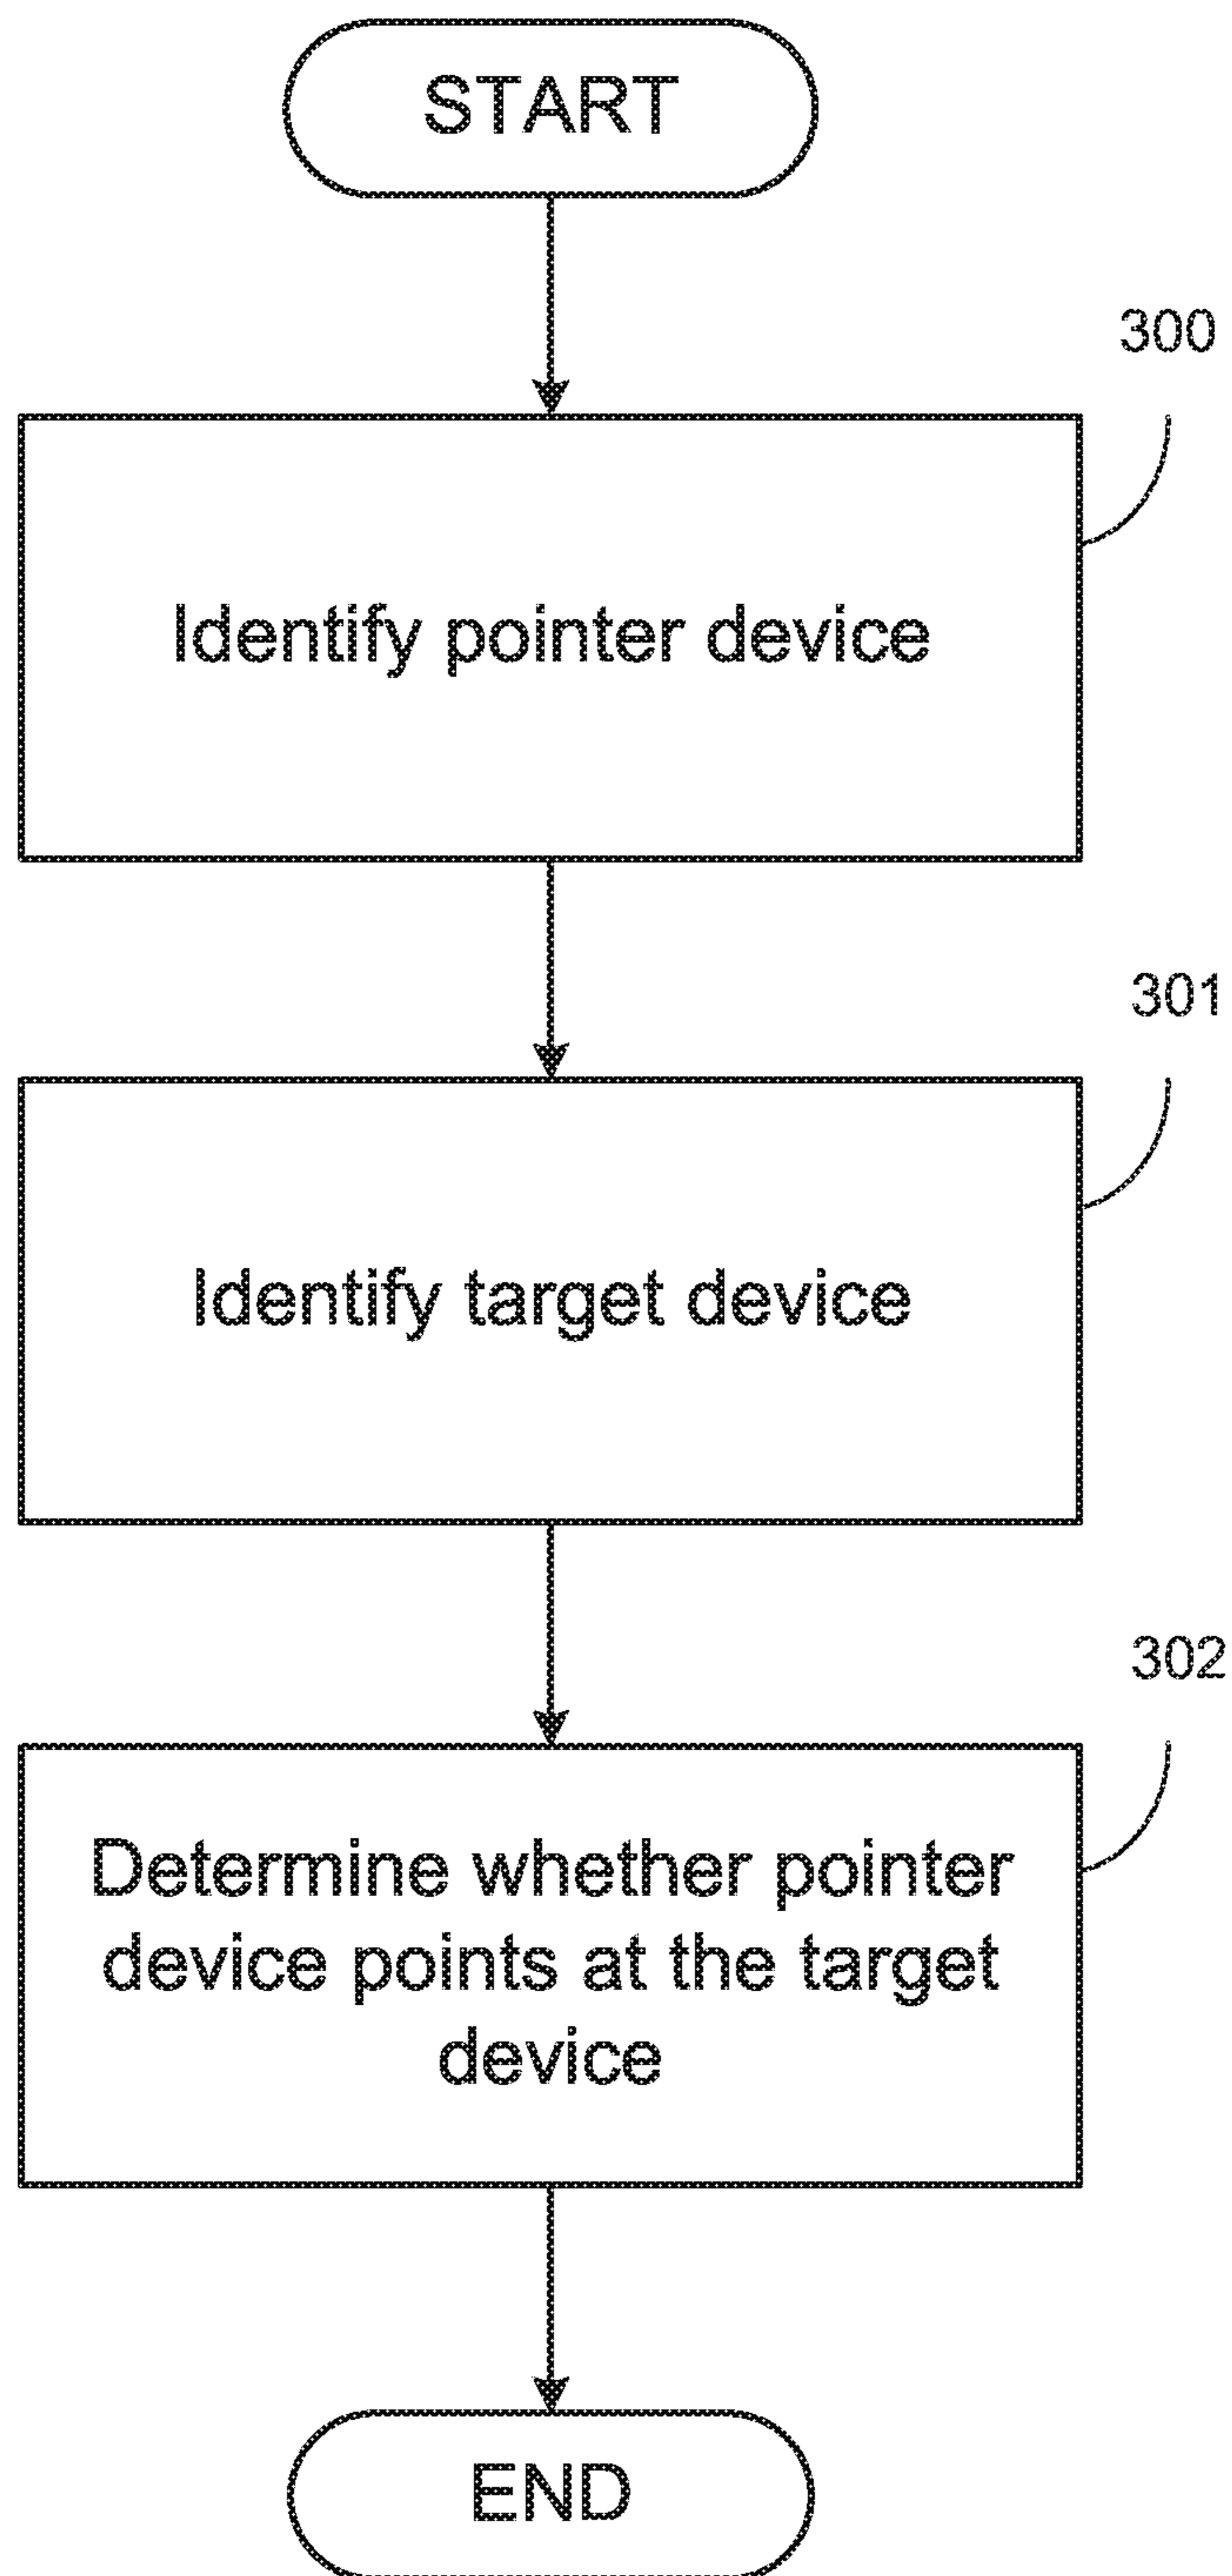 START
300
Identify pointer device
301
Identify target device
302
Determine whether pointer
device points at the target
device
END